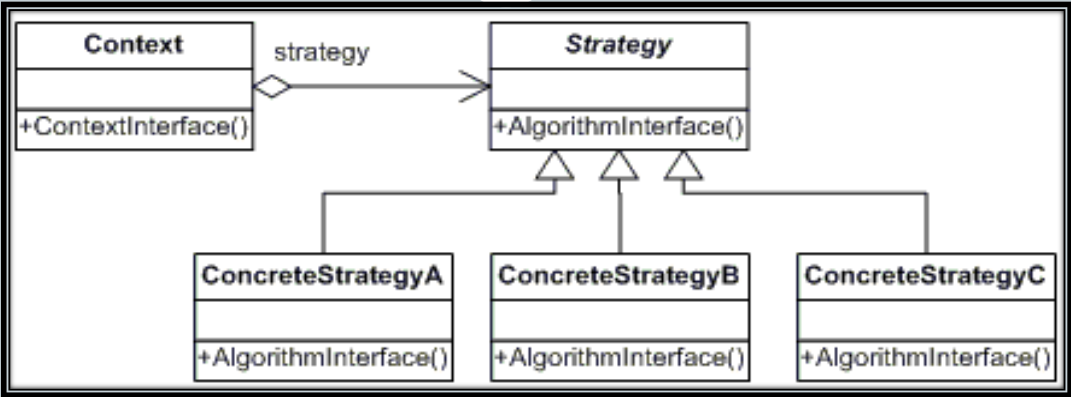 Context
strategy
Strategy
+ContextInterface()
+AlgorithmInterface()
ConcreteStrategyA
ConcreteStrategyB
ConcreteStrategyC
+AlgorithmInterface()
+AlgorithmInterface()
+AlgorithmInterface()